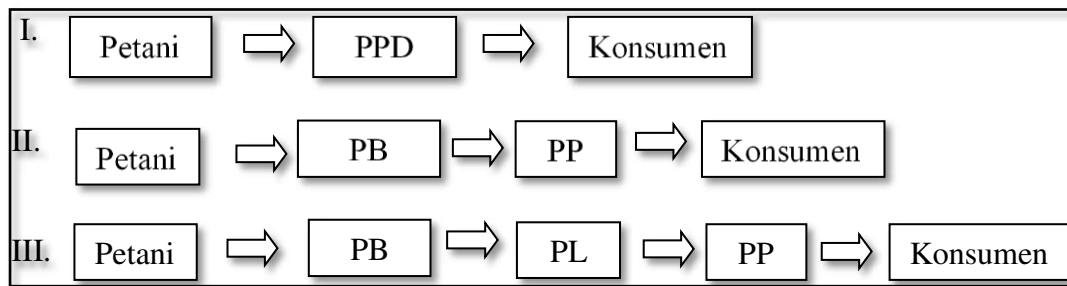 I. Petani PPD Konsumen
II. Petani PB PP Konsumen
III. Petani PB PL PP Konsumen